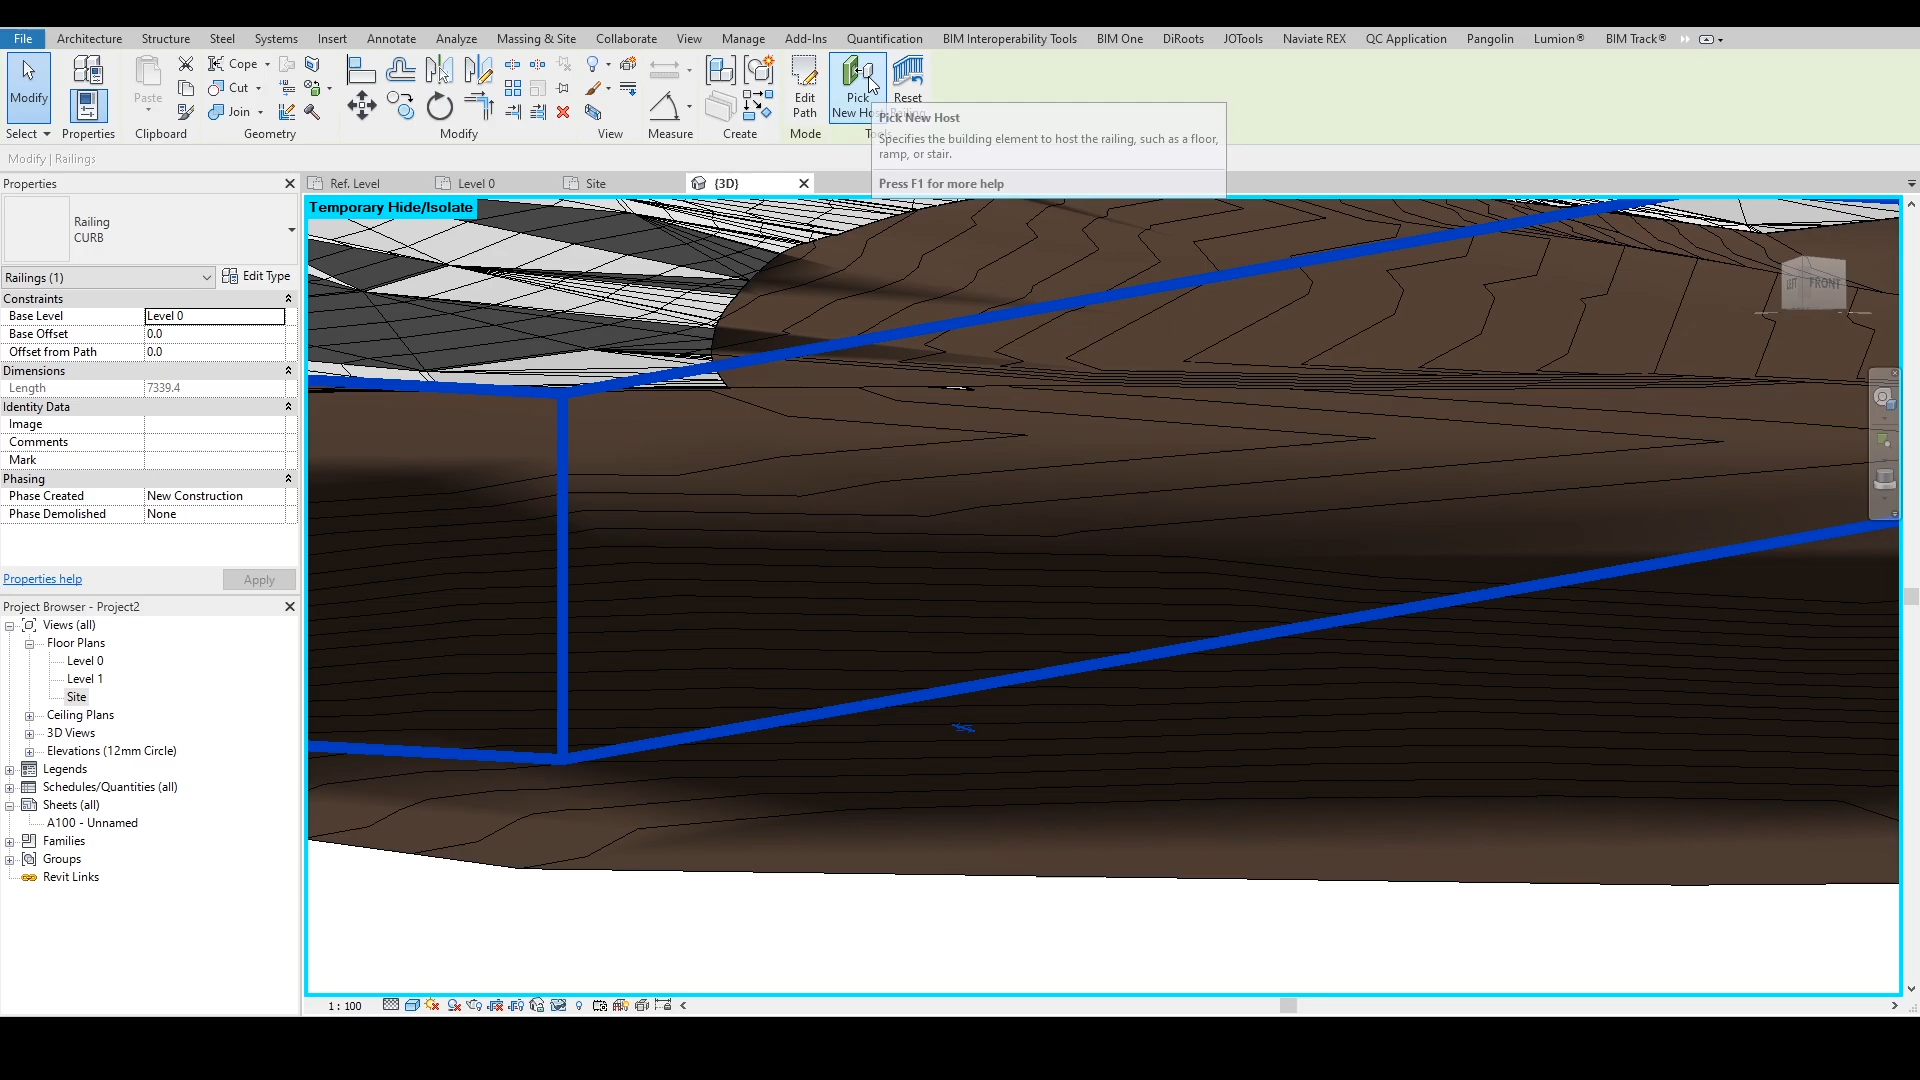 File Architecture Structure Steel Systems Insert Annotate Analyze Massing & Site Collaborate View Manage Add-Ins Quantification BIM Interoperability Tools BIM One DiRoots JOTools Naviate REX QC Application Pangolin Lumion® BIM Track®
Modify Paste Cope Cut Join Edit Path Pick New Host Reset
Select Properties Clipboard Geometry Modify View Measure Create Mode
Pick New Host
Specifies the building element to host the railing, such as a floor,
ramp, or stair.
Press F1 for more help
Modify | Railings
Properties
Ref. Level Level 0 Site {3D}
Temporary Hide/Isolate
Railing
CURB
Railings (1) Edit Type
Constraints
Base Level Level 0
Base Offset 0.0
Offset from Path 0.0
Dimensions
Length 7339.4
Identity Data
Image
Comments
Mark
Phasing
Phase Created New Construction
Phase Demolished None
Properties help Apply
Project Browser - Project2
Views (all)
Floor Plans
Level 0
Level 1
Site
Ceiling Plans
3D Views
Elevations (12mm Circle)
Legends
Schedules/Quantities (all)
Sheets (all)
A100 - Unnamed
Families
Groups
Revit Links
LEFT FRONT
1 : 100